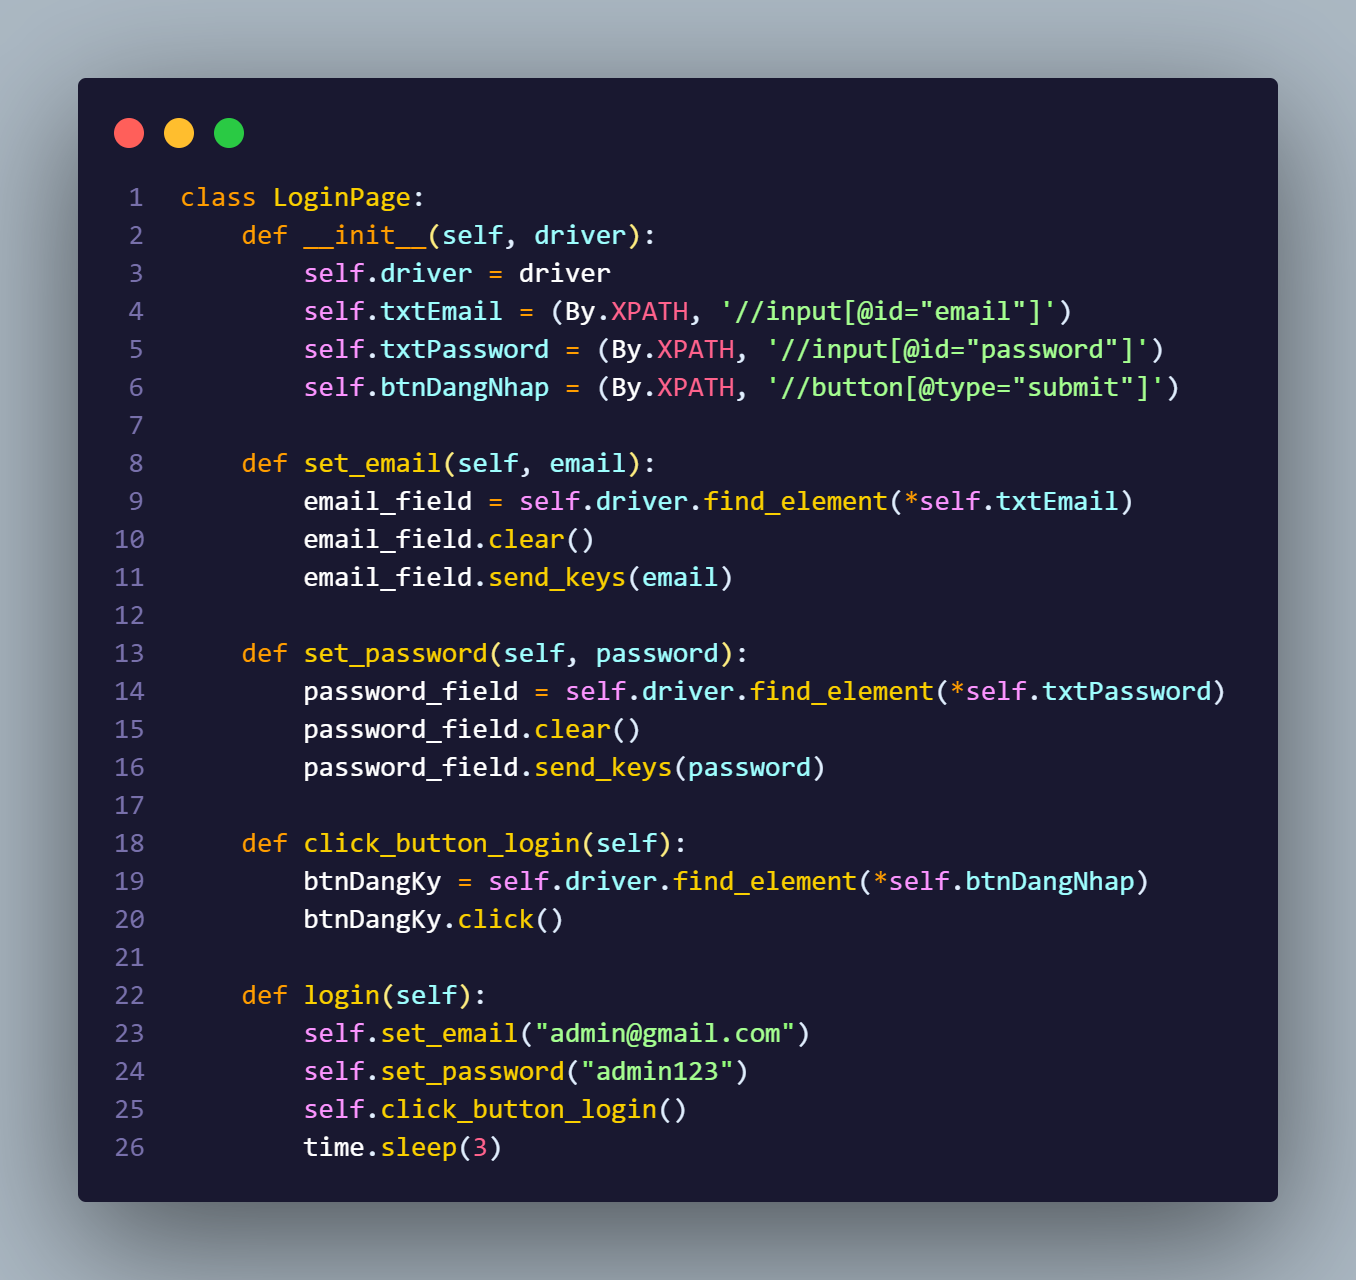 1 class LoginPage:
2     def __init__(self, driver):
3         self.driver = driver
4         self.txtEmail = (By.XPATH, '//input[@id="email"]')
5         self.txtPassword = (By.XPATH, '//input[@id="password"]')
6         self.btnDangNhap = (By.XPATH, '//button[@type="submit"]')
7
8     def set_email(self, email):
9         email_field = self.driver.find_element(*self.txtEmail)
10         email_field.clear()
11         email_field.send_keys(email)
12
13     def set_password(self, password):
14         password_field = self.driver.find_element(*self.txtPassword)
15         password_field.clear()
16         password_field.send_keys(password)
17
18     def click_button_login(self):
19         btnDangKy = self.driver.find_element(*self.btnDangNhap)
20         btnDangKy.click()
21
22     def login(self):
23         self.set_email("admin@gmail.com")
24         self.set_password("admin123")
25         self.click_button_login()
26         time.sleep(3)